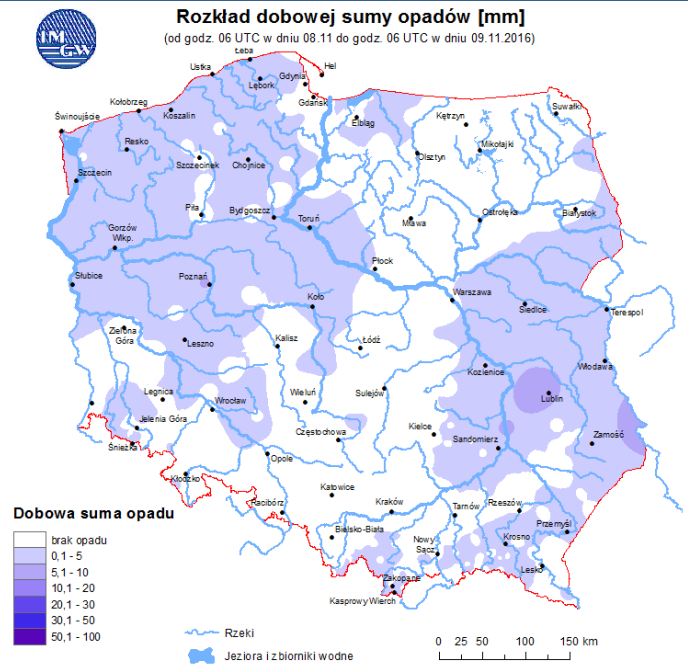 IM
GW
Rozkład dobowej sumy opadów [mm]
(od godz. 06 UTC w dniu 08.11 do godz. 06 UTC w dniu 09.11.2016)
Łeba
Ustka
Hel
Gdynia
Lębork
Gdańsk
Kołobrzeg
Koszalin
Świnoujście
Elbląg
Kętrzyn
Suwałki
Resko
Mikołajki
Szczecinek
Chojnice
Olsztyn
Szczecin
Piła
Bydgoszcz
Toruń
Mława
Ostrołęka
Białystok
Gorzów
Wlkp.
Płock
Słubice
Poznań
Koło
Warszawa
Siedlce
Terespol
Zielona
Góra
Leszno
Kalisz
Łódź
Kozienice
Włodawa
Legnica
Wrocław
Wieluń
Sulejów
Lublin
Jelenia Góra
Częstochowa
Kielce
Sandomierz
Zamość
Śnieżka
Opole
Kłodzko
Katowice
Racibórz
Kraków
Tarnów
Rzeszów
Bielsko-Biała
Przemyśl
Nowy
Sącz
Krosno
Lesko
Zakopane
Kasprowy Wierch
Dobowa suma opadu
brak opadu
0,1 - 5
5,1 - 10
10,1 - 20
20,1 - 30
30,1 - 50
50,1 - 100
Rzeki
Jeziora i zbiorniki wodne
0 25 50 100 150 km